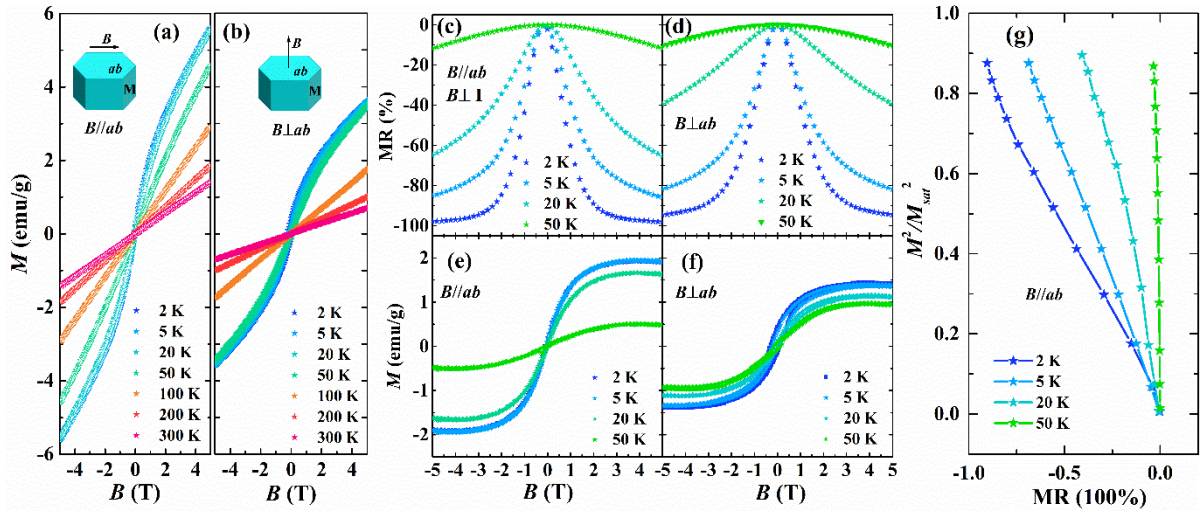 (a)
B
ab
M
B//ab
2 K
5 K
20 K
50 K
100 K
200 K
300 K
M (emu/g)
6
4
2
0
-2
-4
-6
-4 -2 0 2 4
B (T)
(b)
B
ab
M
B⊥ab
2 K
5 K
20 K
50 K
100 K
200 K
300 K
-4 -2 0 2 4
B (T)
(c)
B//ab
B⊥I
2 K
5 K
20 K
50 K
MR (%)
0
-20
-40
-60
-80
-100
(d)
B⊥ab
2 K
5 K
20 K
50 K
(e)
B//ab
2 K
5 K
20 K
50 K
M (emu/g)
2
1
0
-1
-2
-5 -4 -3 -2 -1 0 1 2 3 4
B (T)
(f)
B⊥ab
2 K
5 K
20 K
50 K
-5 -4 -3 -2 -1 0 1 2 3 4 5
B (T)
(g)
B//ab
2 K
5 K
20 K
50 K
M²/Msat²
0.8
0.6
0.4
0.2
0.0
-1.0 -0.5 0.0
MR (100%)